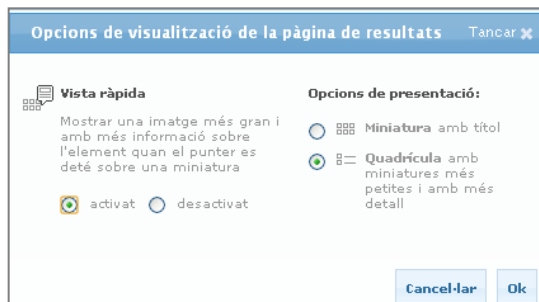 Opcions de visualització de la pàgina de resultats Tancar
Vista ràpida
Mostrar una imatge més gran i
amb més informació sobre
l'element quan el punter es
deté sobre una miniatura
activat desactivat
Opcions de presentació:
Miniatura amb títol
Quadrícula amb
miniatures més
petites i amb més
detall
Cancel·lar Ok